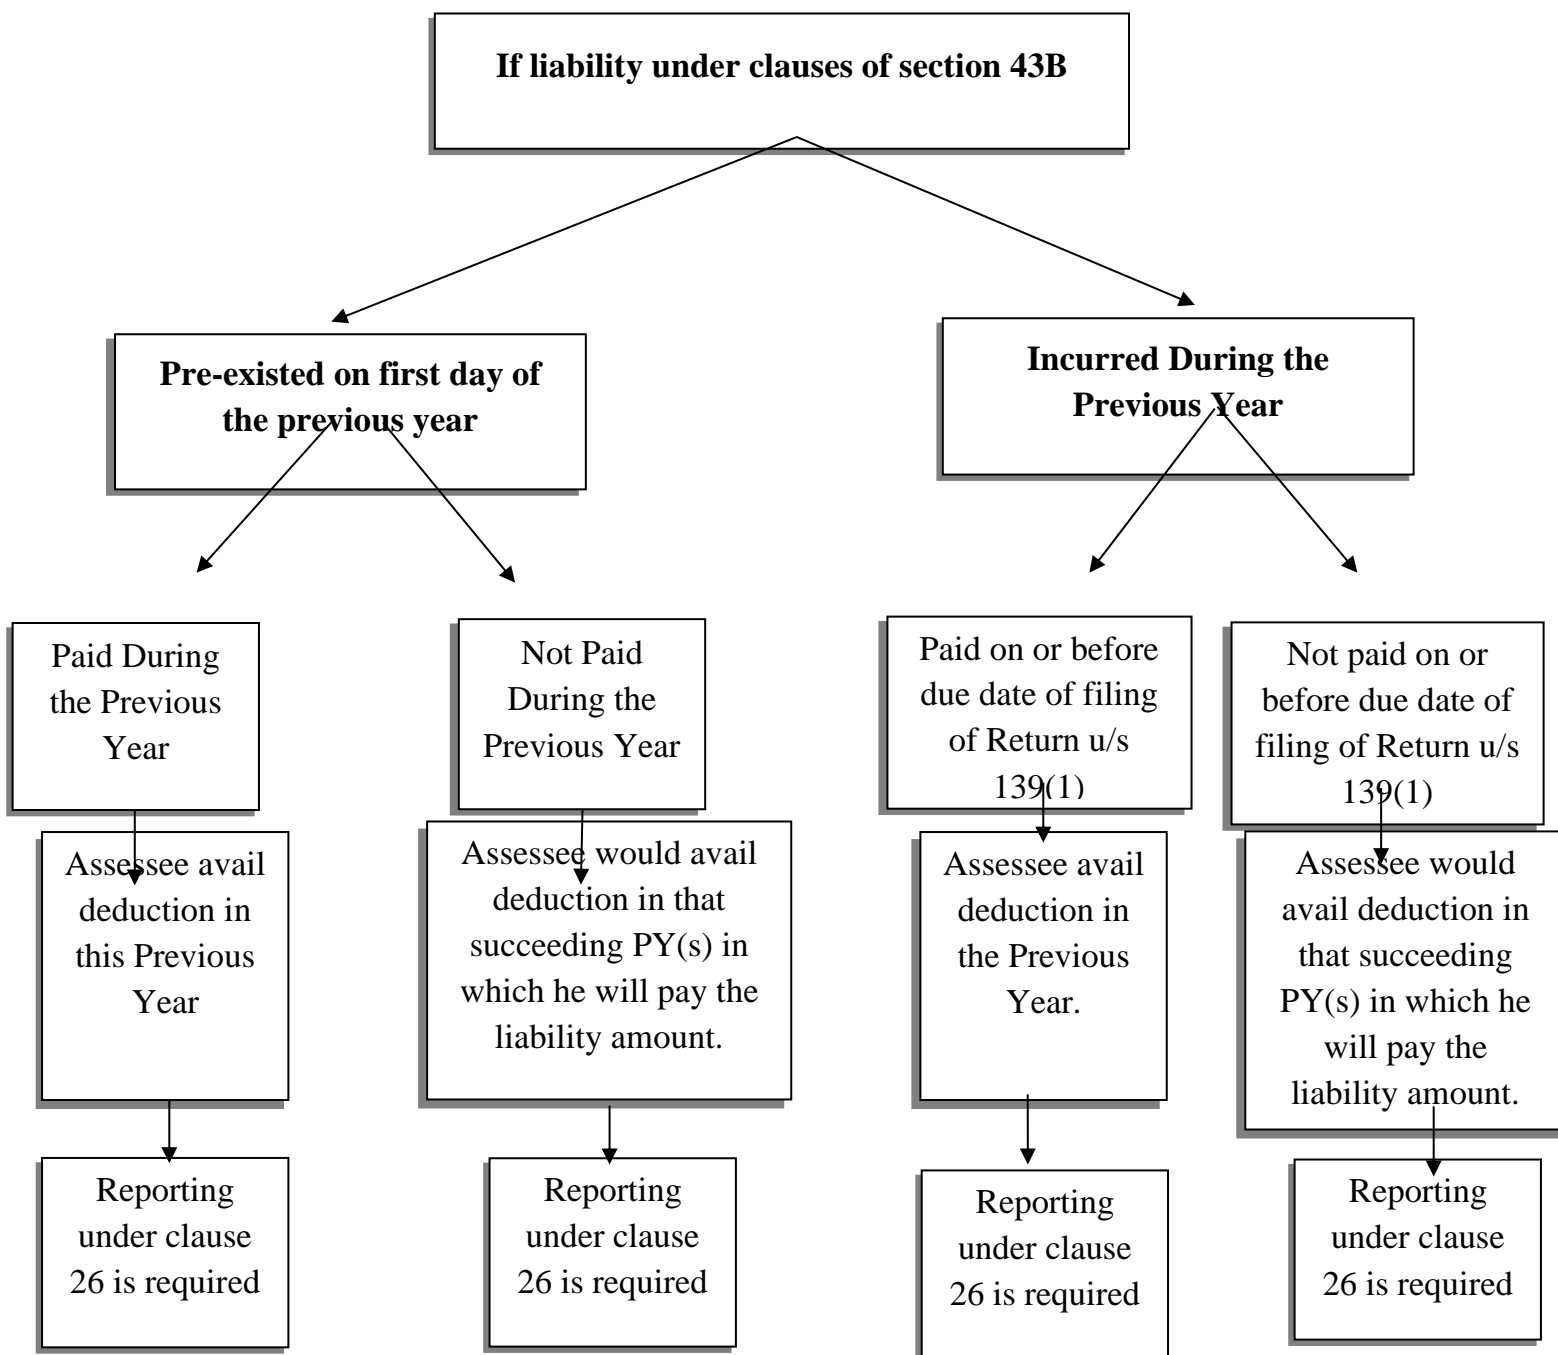 If liability under clauses of section 43B
Pre-existed on first day of
the previous year
Incurred During the
Previous Year
Paid During
the Previous
Year
Not Paid
During the
Previous Year
Paid on or before
due date of filing
of Return u/s
139(1)
Not paid on or
before due date of
filing of Return u/s
139(1)
Assessee avail
deduction in
this Previous
Year
Assessee would avail
deduction in that
succeeding PY(s) in
which he will pay the
liability amount.
Assessee avail
deduction in
the Previous
Year.
Assessee would
avail deduction in
that succeeding
PY(s) in which he
will pay the
liability amount.
Reporting
under clause
26 is required
Reporting
under clause
26 is required
Reporting
under clause
26 is required
Reporting
under clause
26 is required